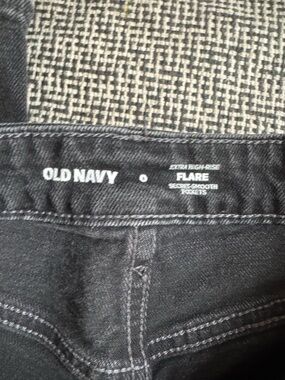 OLD NAVY
0
EXTRA HIGH-RISE
FLARE
SECRET-SMOOTH
POCKETS